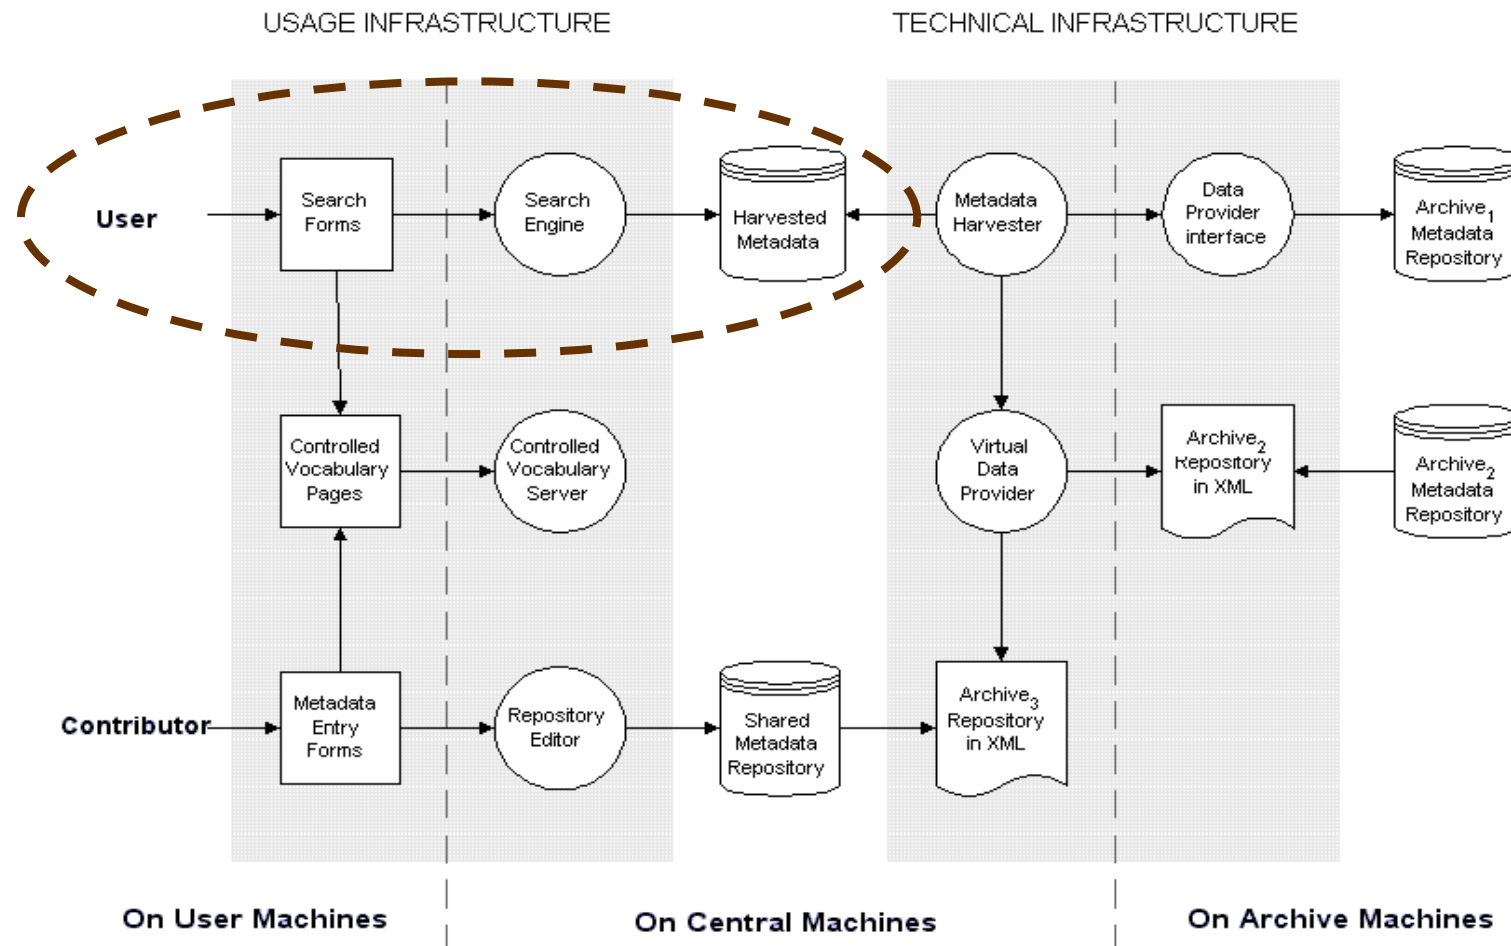 USAGE INFRASTRUCTURE
TECHNICAL INFRASTRUCTURE
User
Search
Forms
Search
Engine
Harvested
Metadata
Metadata
Harvester
Data
Provider
interface
Archive1
Metadata
Repository
Controlled
Vocabulary
Pages
Controlled
Vocabulary
Server
Virtual
Data
Provider
Archive2
Repository
in XML
Archive2
Metadata
Repository
Contributor
Metadata
Entry
Forms
Repository
Editor
Shared
Metadata
Repository
Archive3
Repository
in XML
On User Machines
On Central Machines
On Archive Machines